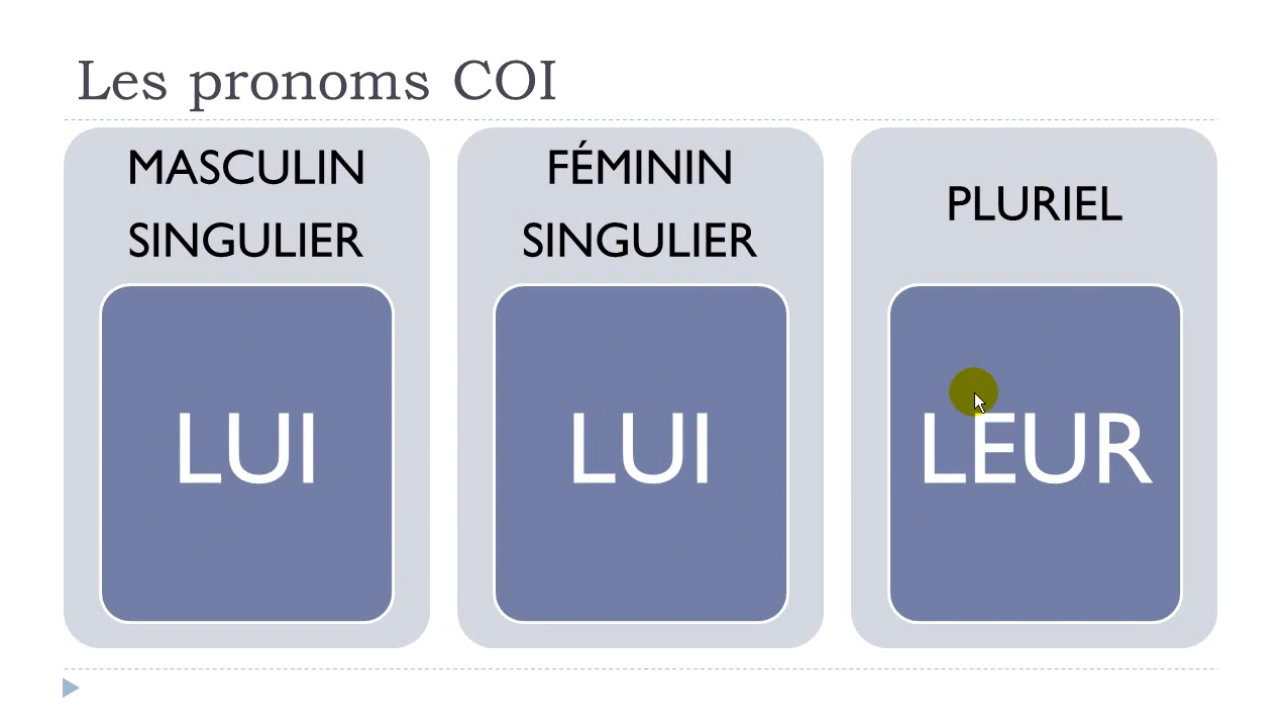 Les pronoms COI
MASCULIN
SINGULIER
LUI
FÉMININ
SINGULIER
LUI
PLURIEL
LEUR